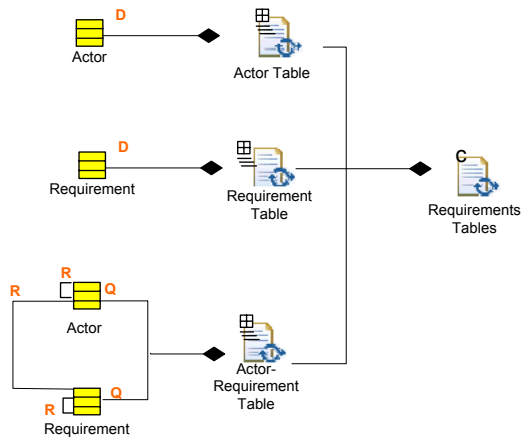 D
Actor
Actor Table
D
Requirement
Requirement
Table
C
Requirements
Tables
R
R
Q
Actor
Actor-
Requirement
Table
Q
R
Requirement